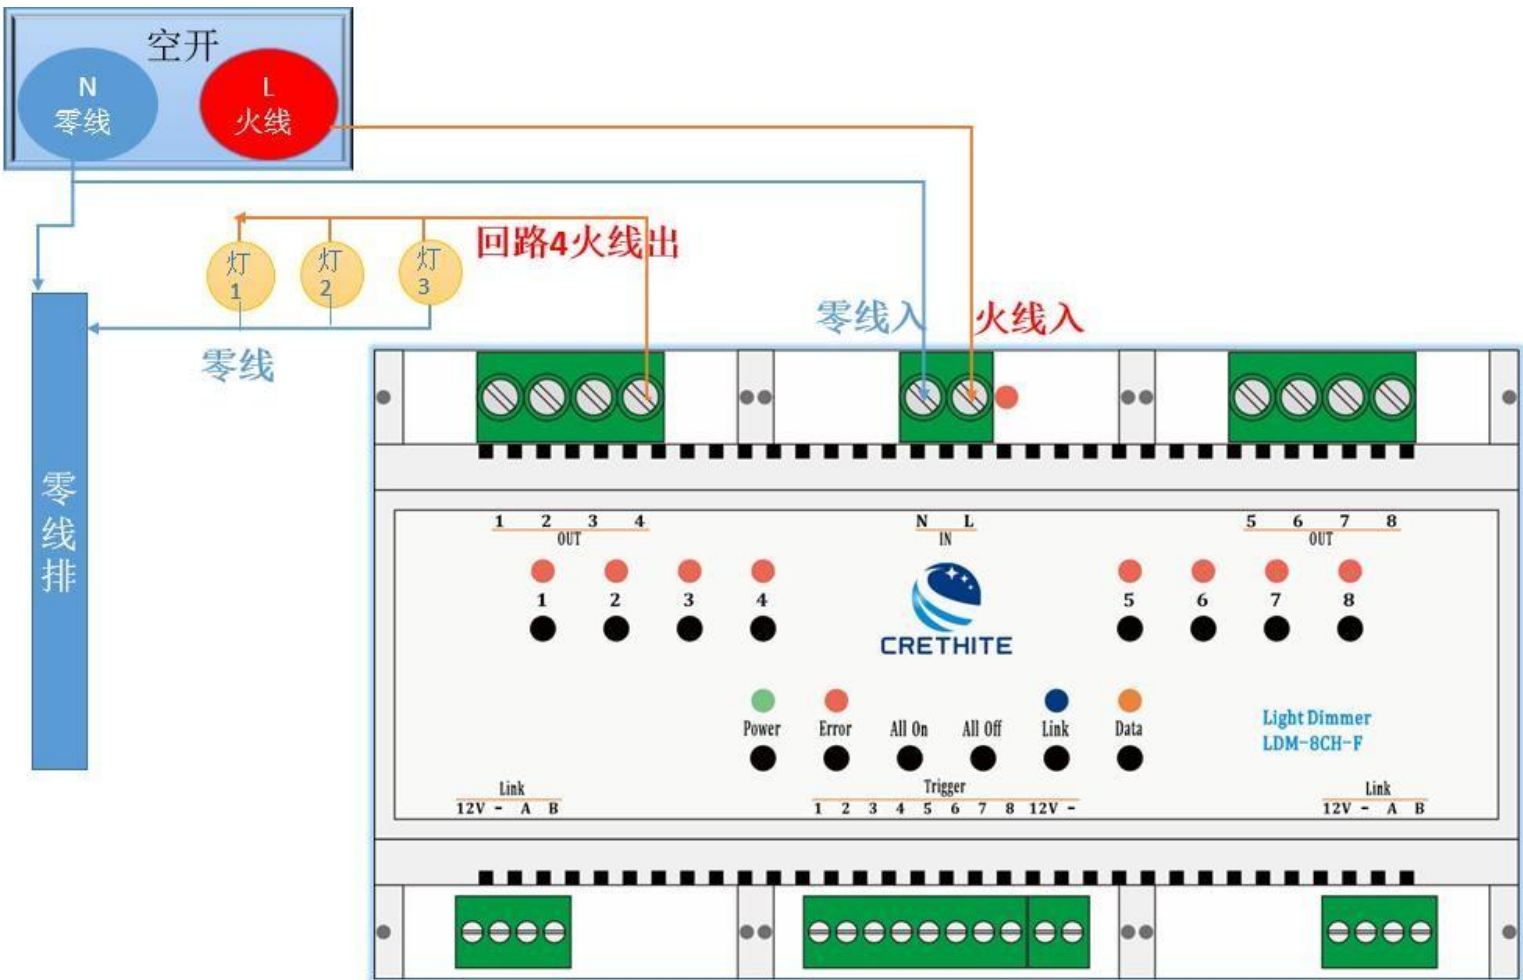 空开
N
零线
L
火线
灯
1
灯
2
灯
3
回路4火线出
零线入
火线入
零线
零
线
排
1 2 3 4
OUT
N L
IN
5 6 7 8
OUT
1 2 3 4
5 6 7 8
CRETHITE
Power Error All On All Off Link Data
Light Dimmer
LDM-8CH-F
Link
12V - A B
Trigger
1 2 3 4 5 6 7 8 12V -
Link
12V - A B